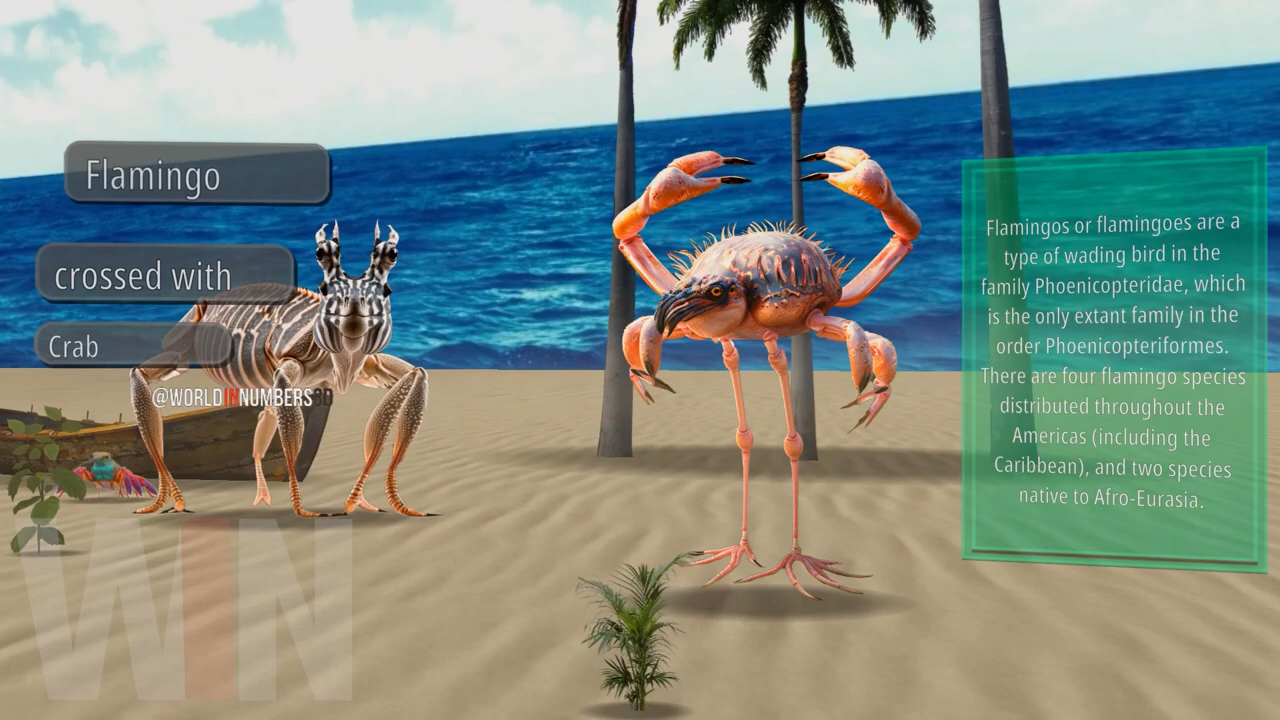 Flamingo
crossed with
Crab
@WORLDINNUMBERS3D
WIN
Flamingos or flamingoes are a
type of wading bird in the
family Phoenicopteridae, which
is the only extant family in the
order Phoenicopteriformes.
There are four flamingo species
distributed throughout the
Americas (including the
Caribbean), and two species
native to Afro-Eurasia.